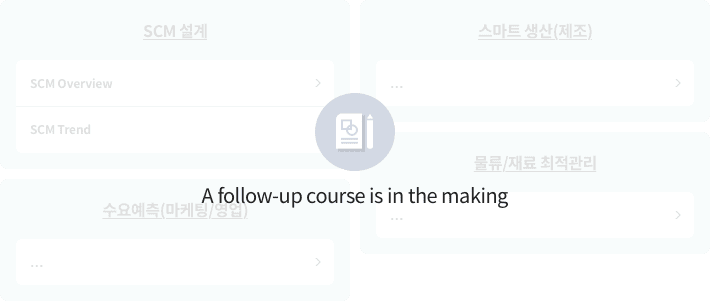 SCM 설계
SCM Overview
SCM Trend
수요예측(마케팅/영업)
...
스마트 생산(제조)
...
물류/재료 최적관리
...
A follow-up course is in the making